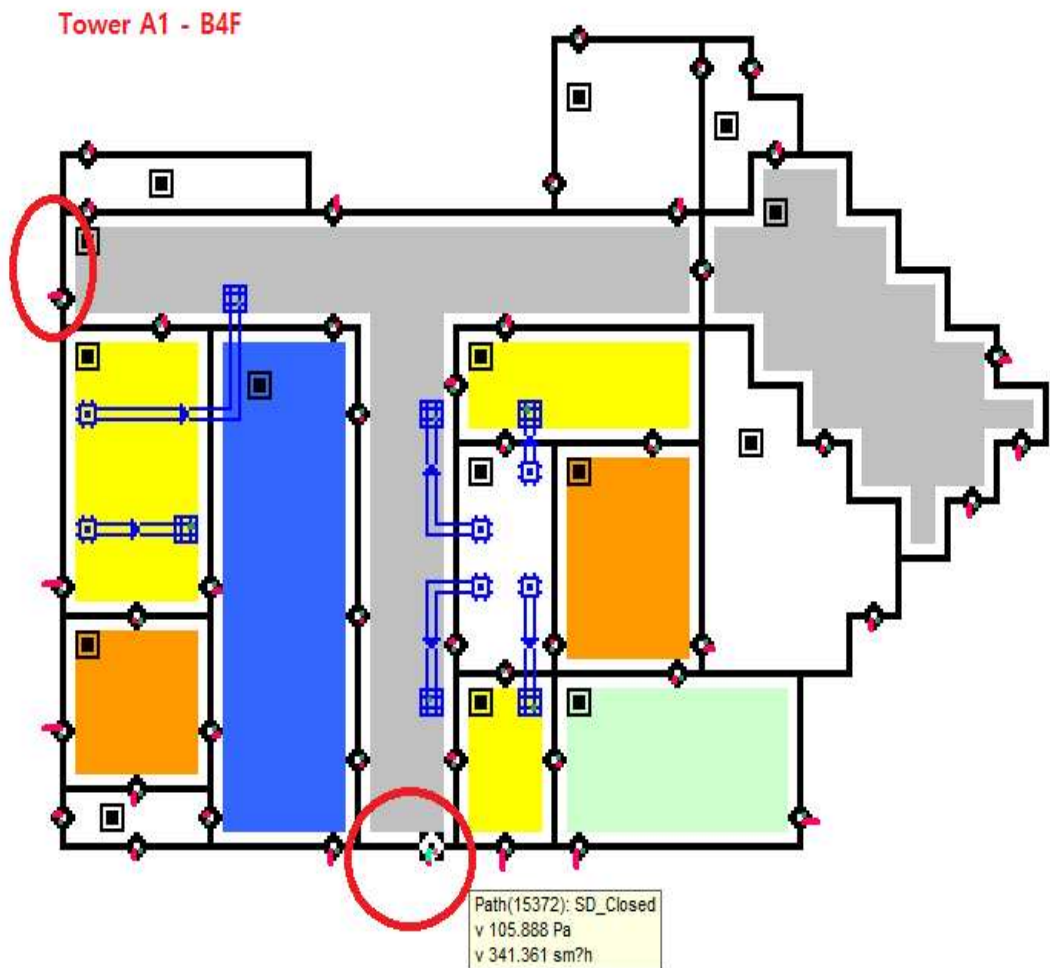 Tower A1 - B4F
Path(15372): SD_Closed
v 105.888 Pa
v 341.361 sm?h